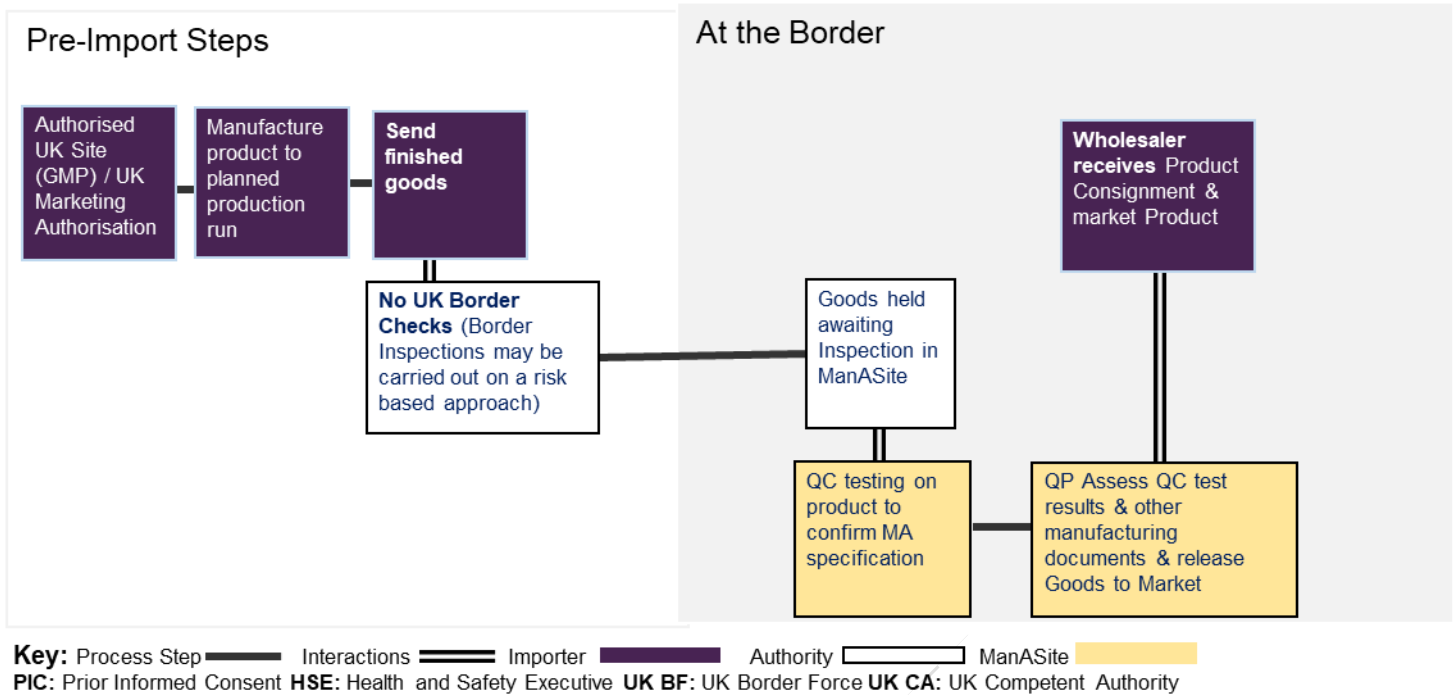 Pre-Import Steps
At the Border
Authorised
UK Site
(GMP) / UK
Marketing
Authorisation
Manufacture
product to
planned
production
run
Send
finished
goods
Wholesaler
receives Product
Consignment &
market Product
No UK Border
Checks (Border
Inspections may be
carried out on a risk
based approach)
Goods held
awaiting
Inspection in
ManASite
QC testing on
product to
confirm MA
specification
QP Assess QC test
results & other
manufacturing
documents & release
Goods to Market
Key: Process Step Interactions Importer Authority ManASite
PIC: Prior Informed Consent HSE: Health and Safety Executive UK BF: UK Border Force UK CA: UK Competent Authority